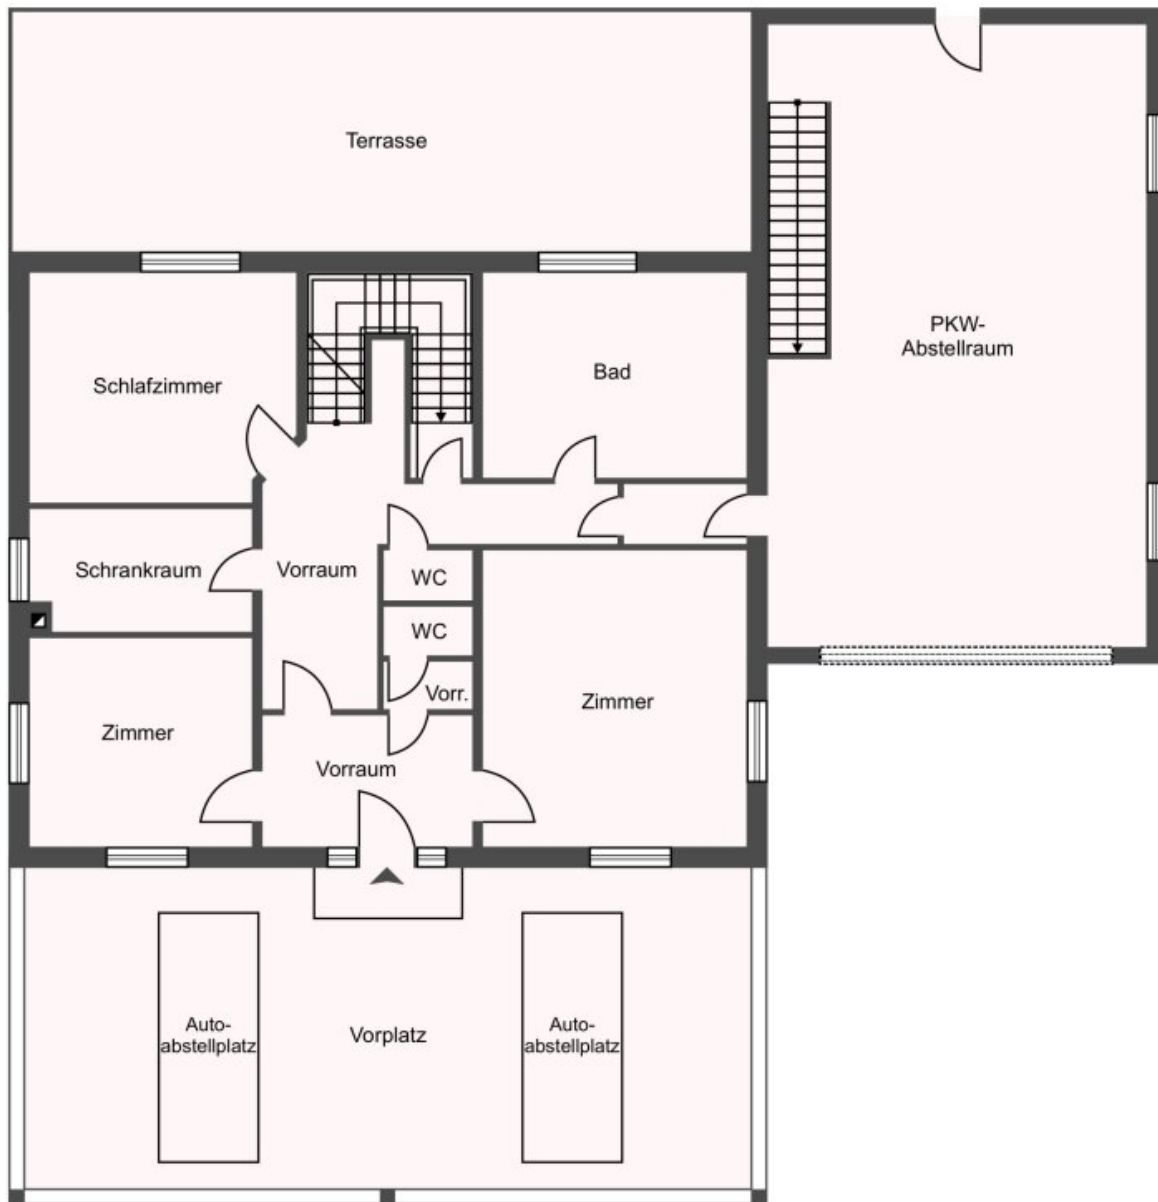 Terrasse
PKW-
Abstellraum
Schlafzimmer
Bad
Schrankraum
Vorraum
WC
WC
Vorr.
Zimmer
Zimmer
Vorraum
Auto-
abstellplatz
Vorplatz
Auto-
abstellplatz